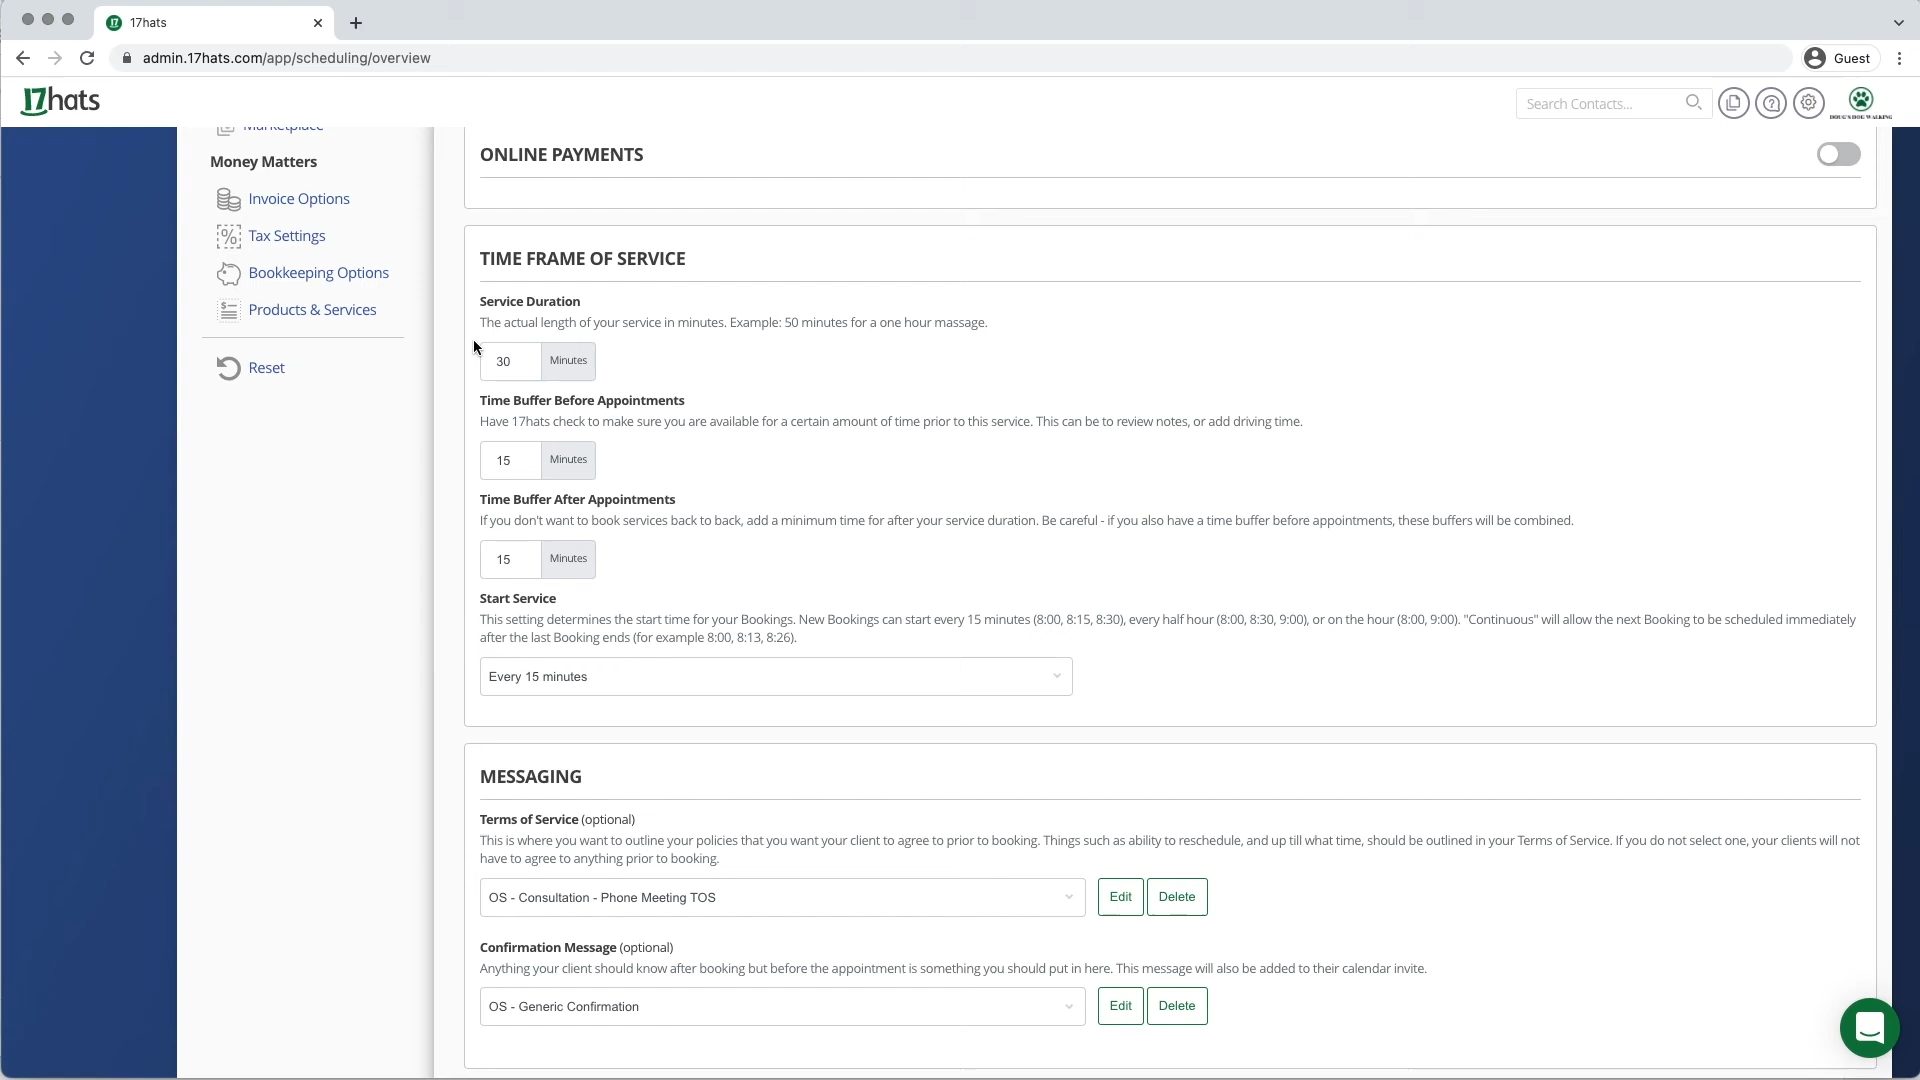 17hats
admin.17hats.com/app/scheduling/overview
Guest
17hats
Search Contacts...
DOUG'S DOG WALKING
Marketplace
Money Matters
Invoice Options
Tax Settings
Bookkeeping Options
Products & Services
Reset
ONLINE PAYMENTS
TIME FRAME OF SERVICE
Service Duration
The actual length of your service in minutes. Example: 50 minutes for a one hour massage.
30 Minutes
Time Buffer Before Appointments
Have 17hats check to make sure you are available for a certain amount of time prior to this service. This can be to review notes, or add driving time.
15 Minutes
Time Buffer After Appointments
If you don't want to book services back to back, add a minimum time for after your service duration. Be careful - if you also have a time buffer before appointments, these buffers will be combined.
15 Minutes
Start Service
This setting determines the start time for your Bookings. New Bookings can start every 15 minutes (8:00, 8:15, 8:30), every half hour (8:00, 8:30, 9:00), or on the hour (8:00, 9:00). "Continuous" will allow the next Booking to be scheduled immediately
after the last Booking ends (for example 8:00, 8:13, 8:26).
Every 15 minutes
MESSAGING
Terms of Service (optional)
This is where you want to outline your policies that you want your client to agree to prior to booking. Things such as ability to reschedule, and up till what time, should be outlined in your Terms of Service. If you do not select one, your clients will not
have to agree to anything prior to booking.
OS - Consultation - Phone Meeting TOS Edit Delete
Confirmation Message (optional)
Anything your client should know after booking but before the appointment is something you should put in here. This message will also be added to their calendar invite.
OS - Generic Confirmation Edit Delete